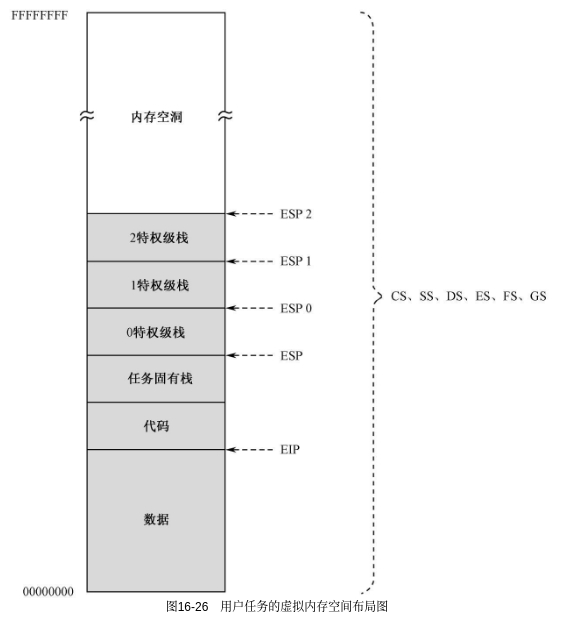 FFFFFFFF
内存空洞
ESP 2
2特权级栈
ESP 1
1特权级栈
CS、SS、DS、ES、FS、GS
ESP 0
0特权级栈
ESP
任务固有栈
代码
EIP
数据
00000000
图16-26 用户任务的虚拟内存空间布局图